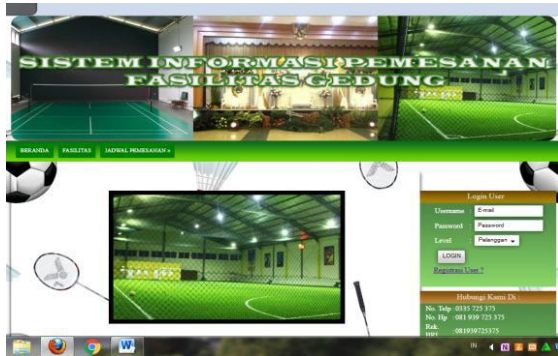 SISTEM INFORMASI PEMESANAN
FASILITAS GEDUNG
BERANDA FASILITAS JADWAL PEMESANAN »
Login User
Username : E-mail
Password : Password
Level : Pelanggan
LOGIN
Registrasi User ?
Hubungi Kami Di :
No. Telp :0335 725 375
No. Hp :081 939 725 375
Rek.
:081939725375
IN